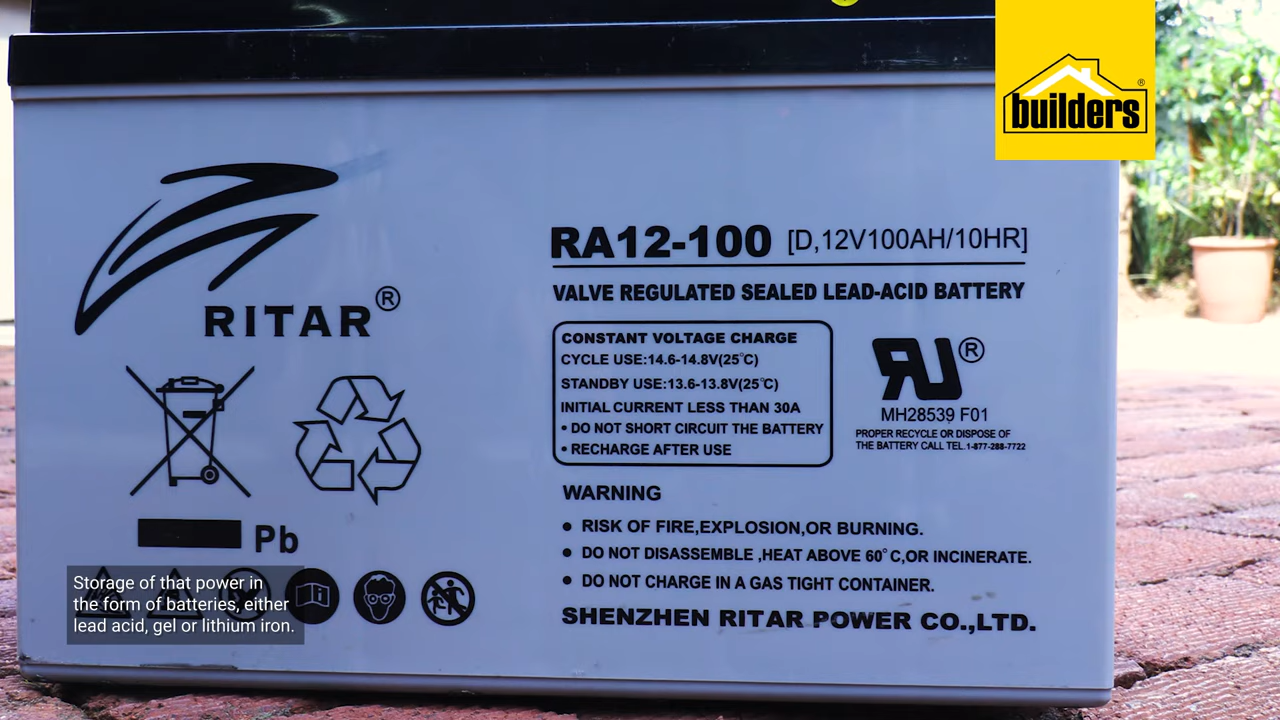 builders®
RITAR®
RA12-100 [D,12V100AH/10HR]
VALVE REGULATED SEALED LEAD-ACID BATTERY
CONSTANT VOLTAGE CHARGE
CYCLE USE:14.6-14.8V(25°C)
STANDBY USE:13.6-13.8V(25°C)
INITIAL CURRENT LESS THAN 30A
• DO NOT SHORT CIRCUIT THE BATTERY
• RECHARGE AFTER USE
RU®
MH28539 F01
PROPER RECYCLE OR DISPOSE OF
THE BATTERY CALL TEL.1-877-288-7722
Pb
WARNING
• RISK OF FIRE,EXPLOSION,OR BURNING.
• DO NOT DISASSEMBLE ,HEAT ABOVE 60°C,OR INCINERATE.
• DO NOT CHARGE IN A GAS TIGHT CONTAINER.
SHENZHEN RITAR POWER CO.,LTD.
Storage of that power in
the form of batteries, either
lead acid, gel or lithium iron.